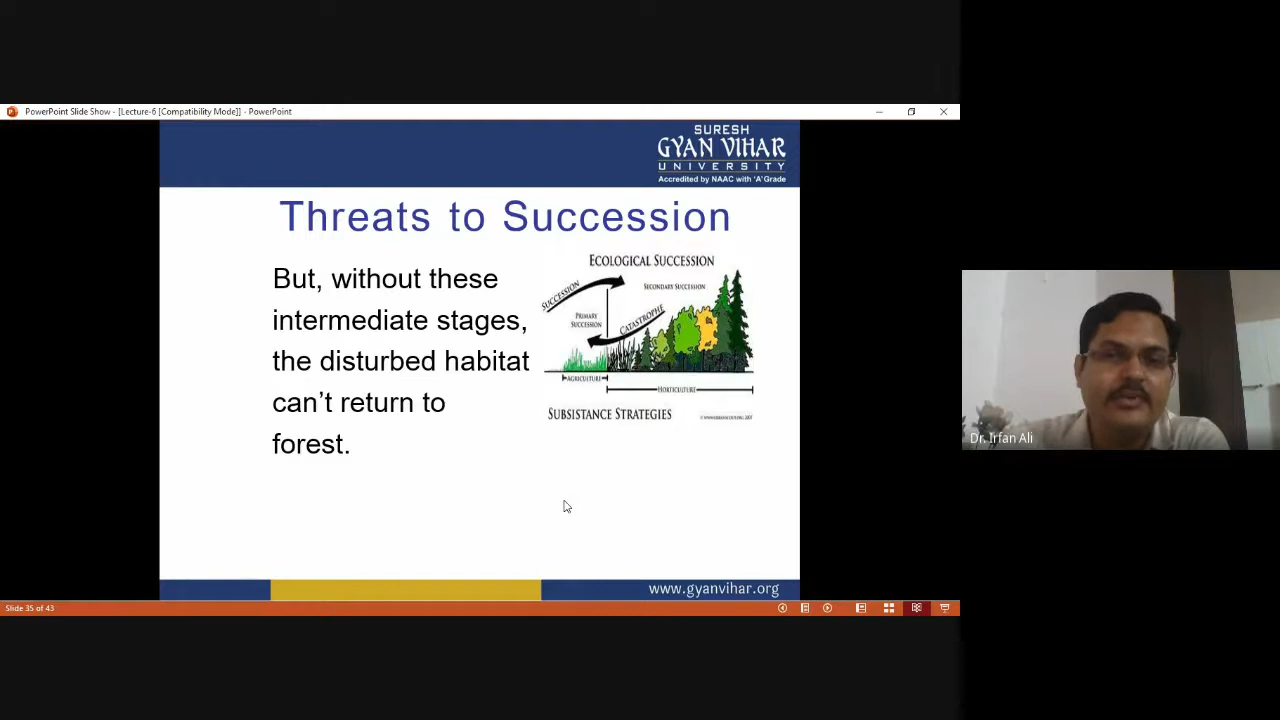 PowerPoint Slide Show - [Lecture-6 [Compatibility Mode]] - PowerPoint
SURESH
GYAN VIHAR
UNIVERSITY
Accredited by NAAC with 'A' Grade
Threats to Succession
But, without these
intermediate stages,
the disturbed habitat
can't return to
forest.
ECOLOGICAL SUCCESSION
SUCCESSION
SECONDARY SUCCESSION
PRIMARY
SUCCESSION
CATASTROPHE
AGRICULTURE
HORTICULTURE
SUBSISTANCE STRATEGIES
Dr. Irfan Ali
www.gyanvihar.org
Slide 35 of 43